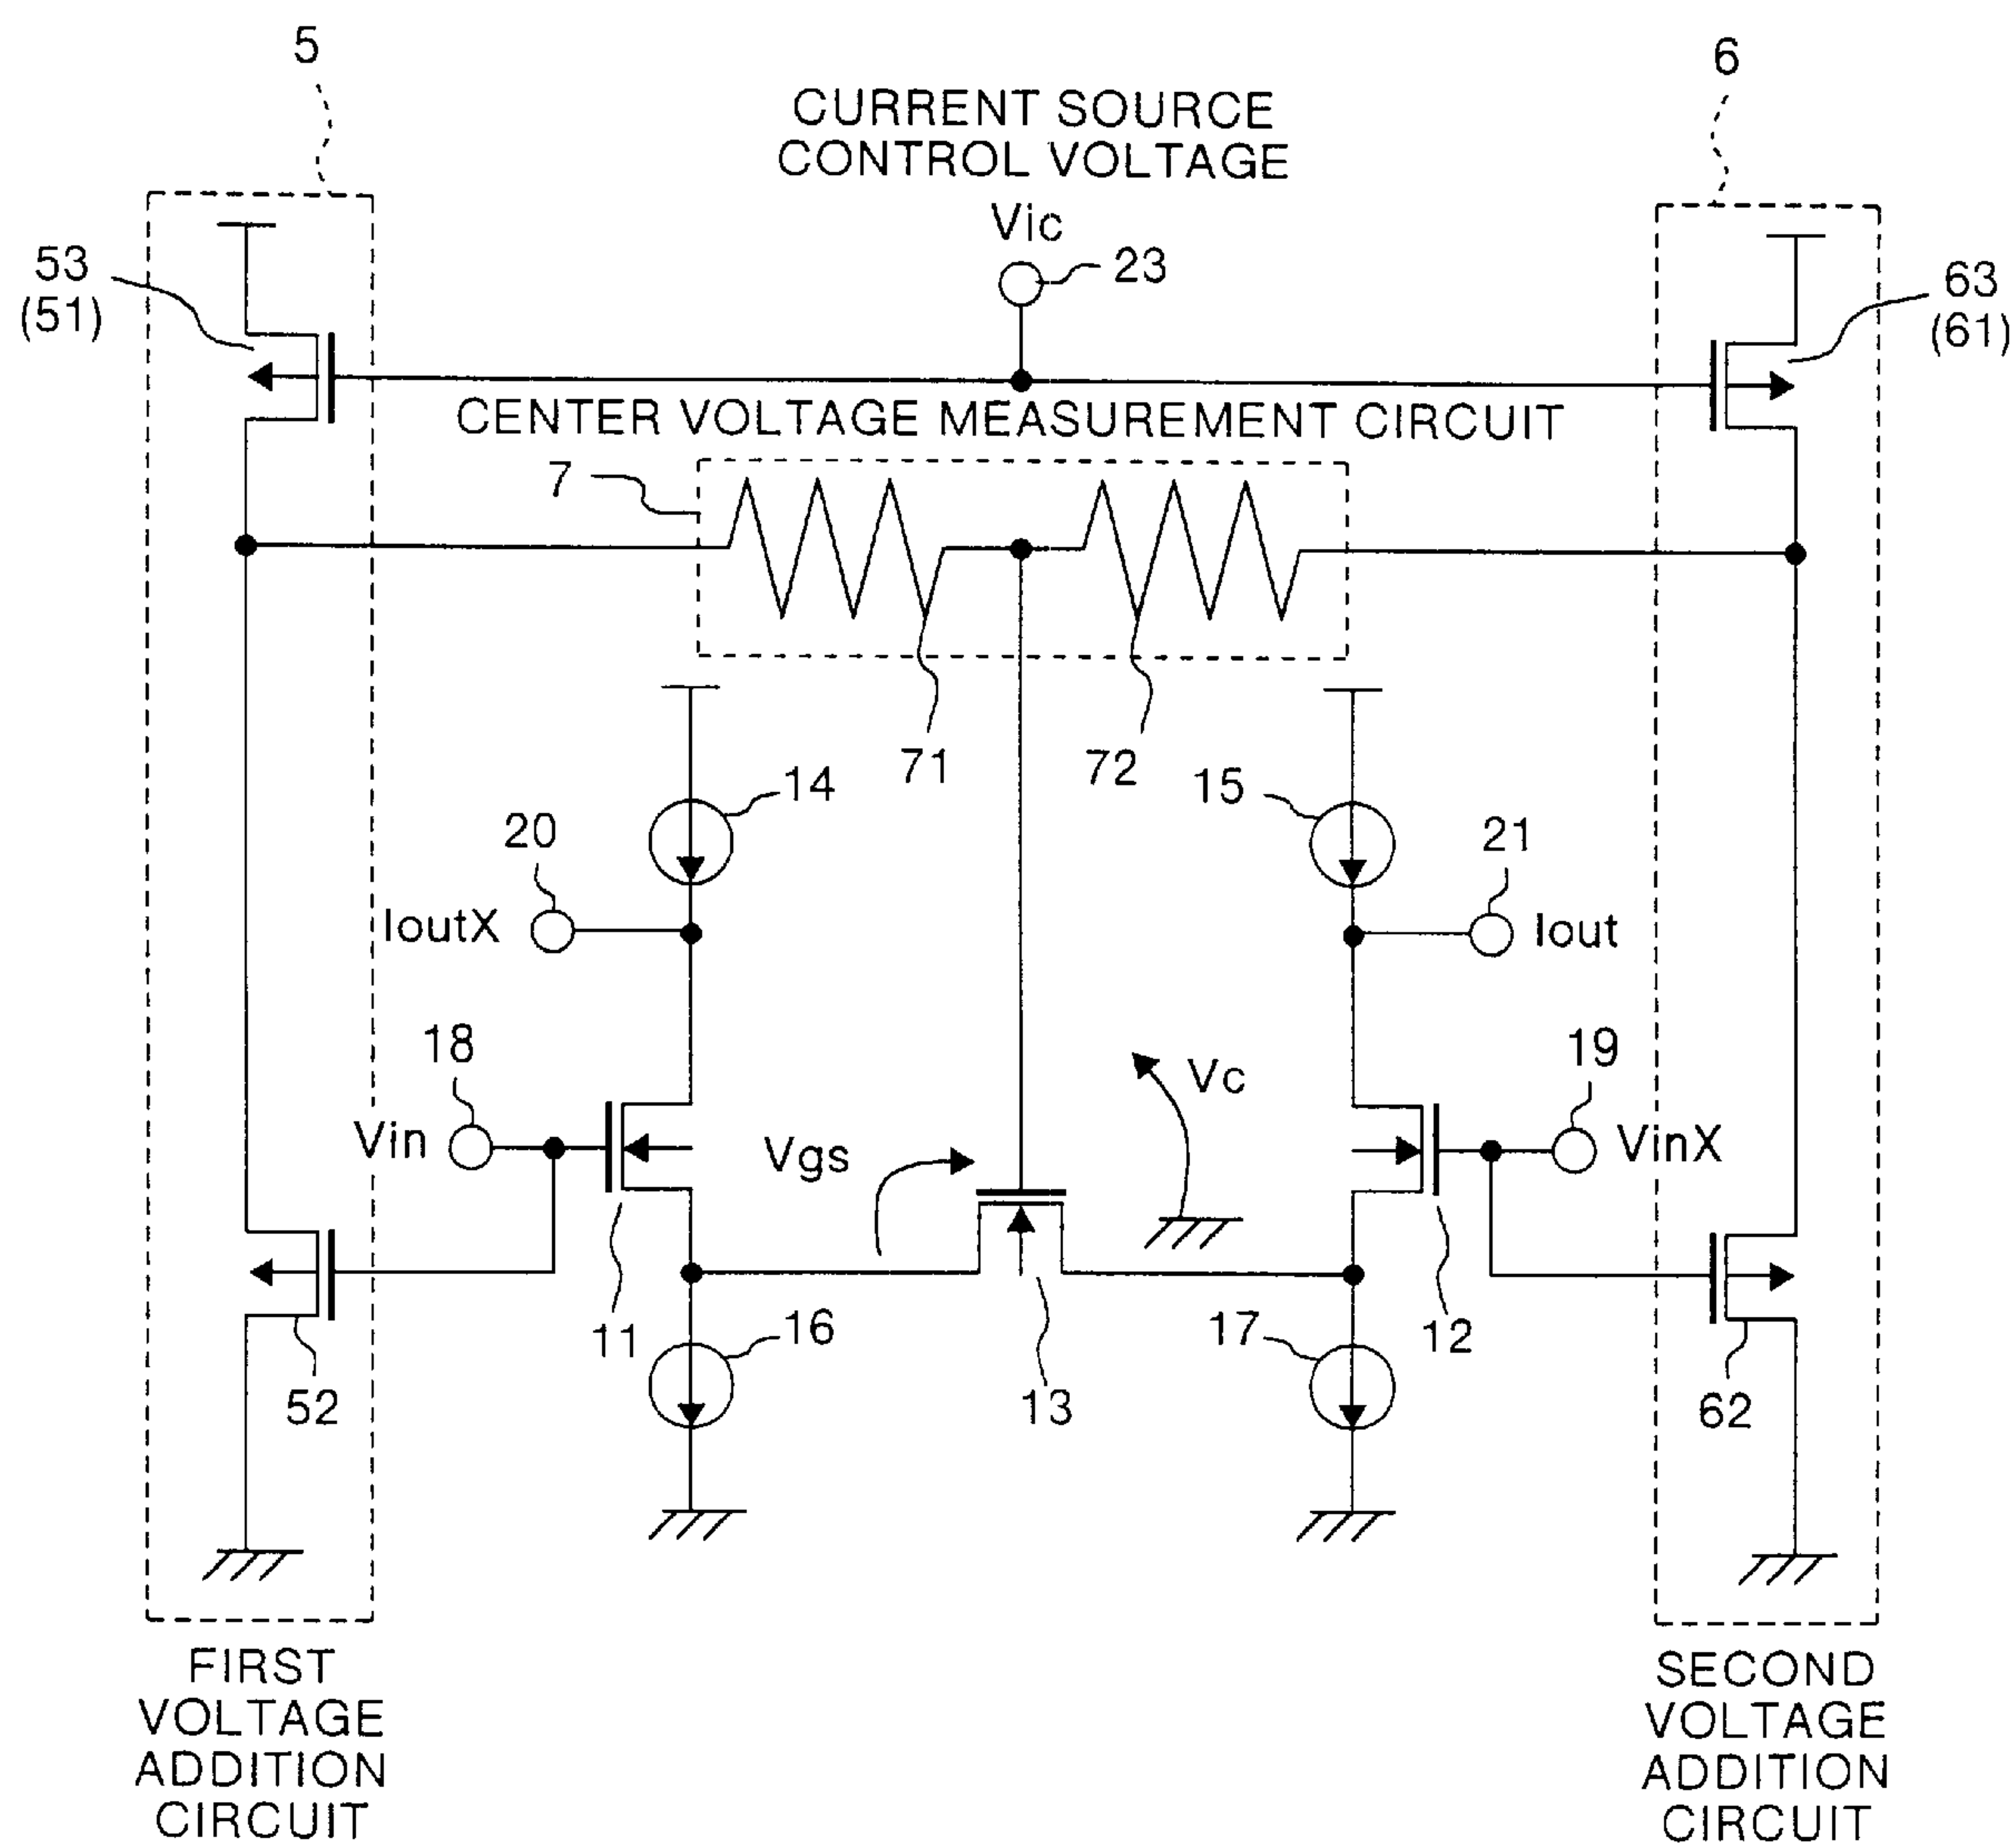 5
6
CURRENT SOURCE
CONTROL VOLTAGE
Vic
23
53
(51)
63
(61)
CENTER VOLTAGE MEASUREMENT CIRCUIT
7
71
72
14
15
20
21
IoutX
Iout
18
19
Vin
Vgs
Vc
VinX
11
16
17
12
52
13
62
FIRST
VOLTAGE
ADDITION
CIRCUIT
SECOND
VOLTAGE
ADDITION
CIRCUIT